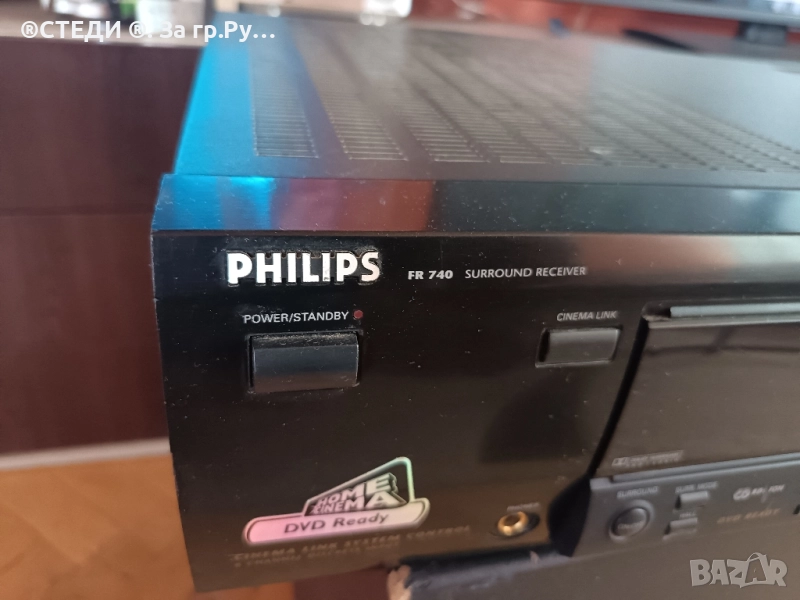 ®СТЕДИ ®! За гр.Ру...
PHILIPS FR 740 SURROUND RECEIVER
POWER/STANDBY
CINEMA LINK
HOME CINEMA
DVD Ready
SURROUND
CINEMA LINK SYSTEM CONTROL
BAZAR